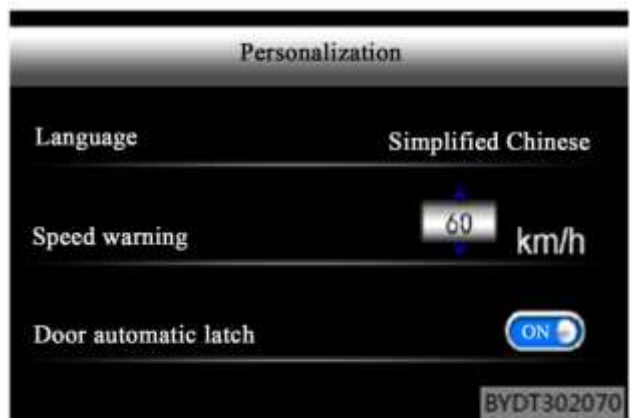 Personalization
Language Simplified Chinese
Speed warning 60 km/h
Door automatic latch ON
BYDT302070